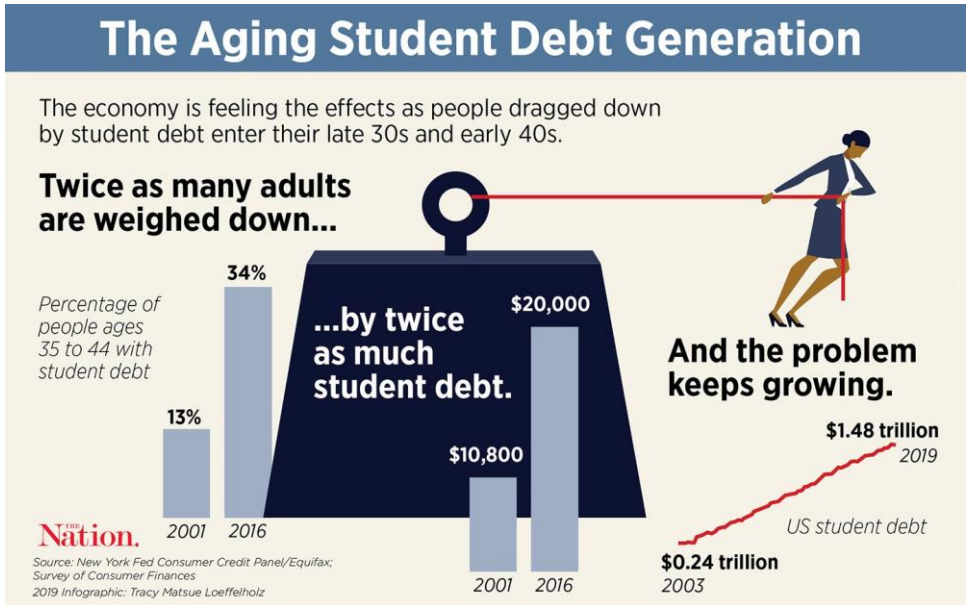 The Aging Student Debt Generation
The economy is feeling the effects as people dragged down
by student debt enter their late 30s and early 40s.
Twice as many adults
are weighed down...
Percentage of
people ages
35 to 44 with
student debt
13%
34%
2001
2016
...by twice
as much
student debt.
$10,800
$20,000
2001
2016
And the problem
keeps growing.
$1.48 trillion
2019
US student debt
$0.24 trillion
2003
THE
Nation.
Source: New York Fed Consumer Credit Panel/Equifax;
Survey of Consumer Finances
2019 Infographic: Tracy Matsue Loeffelholz